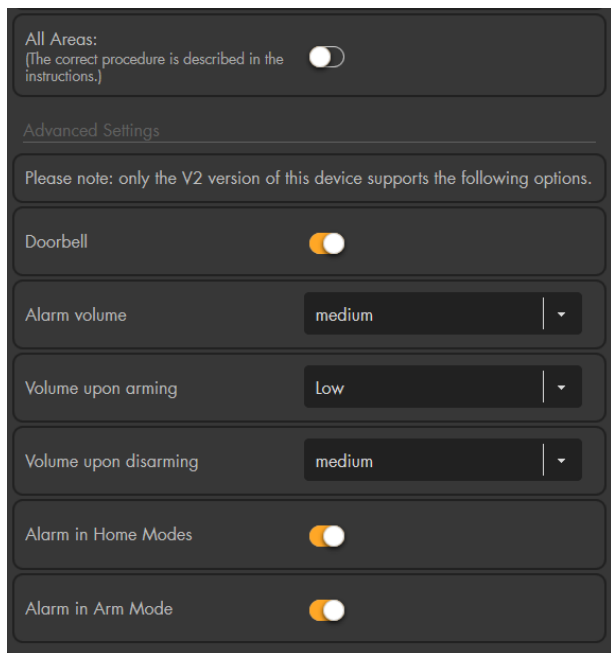 All Areas:
(The correct procedure is described in the
instructions.)
Advanced Settings
Please note: only the V2 version of this device supports the following options.
Doorbell
Alarm volume
medium
Volume upon arming
Low
Volume upon disarming
medium
Alarm in Home Modes
Alarm in Arm Mode